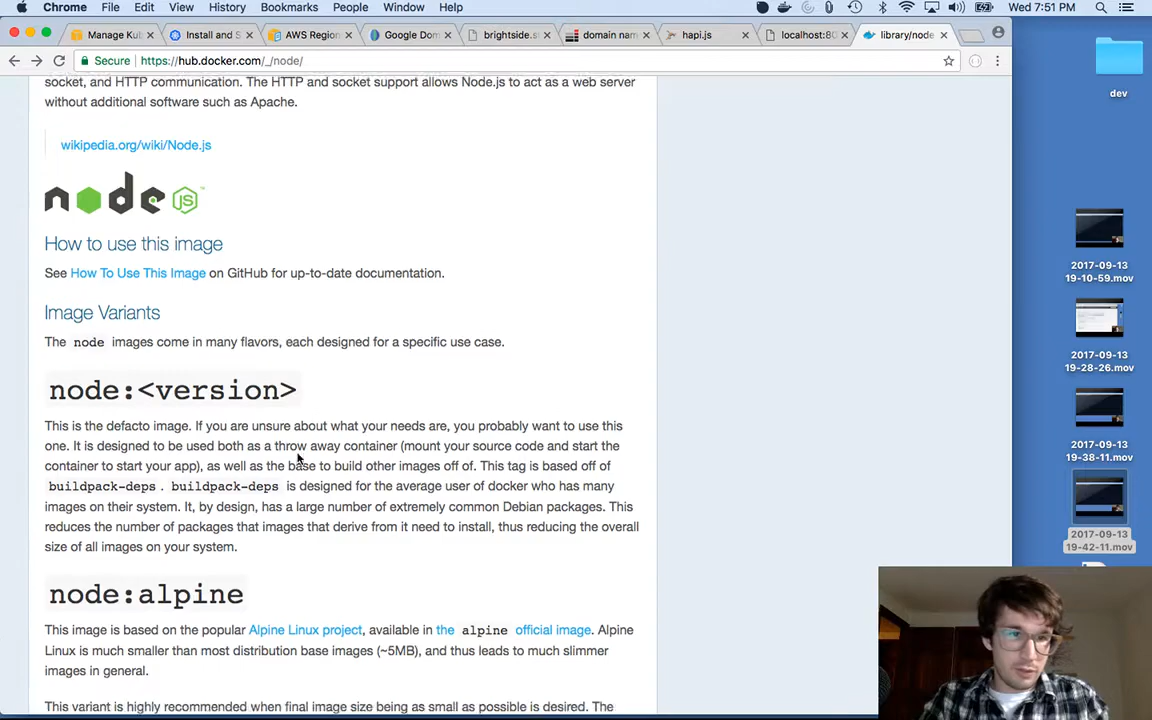 Chrome File Edit View History Bookmarks People Window Help Wed 7:51 PM
Manage Kub Install and S AWS Region Google Dom brightside.st domain nam hapi.js localhost:80 library/node
Secure https://hub.docker.com/_/node/
socket, and HTTP communication. The HTTP and socket support allows Node.js to act as a web server
without additional software such as Apache.
wikipedia.org/wiki/Node.js
node JS
How to use this image
See How To Use This Image on GitHub for up-to-date documentation.
Image Variants
The node images come in many flavors, each designed for a specific use case.
node:<version>
This is the defacto image. If you are unsure about what your needs are, you probably want to use this
one. It is designed to be used both as a throw away container (mount your source code and start the
container to start your app), as well as the base to build other images off of. This tag is based off of
buildpack-deps. buildpack-deps is designed for the average user of docker who has many
images on their system. It, by design, has a large number of extremely common Debian packages. This
reduces the number of packages that images that derive from it need to install, thus reducing the overall
size of all images on your system.
node:alpine
This image is based on the popular Alpine Linux project, available in the alpine official image. Alpine
Linux is much smaller than most distribution base images (~5MB), and thus leads to much slimmer
images in general.
This variant is highly recommended when final image size being as small as possible is desired. The
dev
2017-09-13
19-10-59.mov
2017-09-13
19-28-26.mov
2017-09-13
19-38-11.mov
2017-09-13
19-42-11.mov